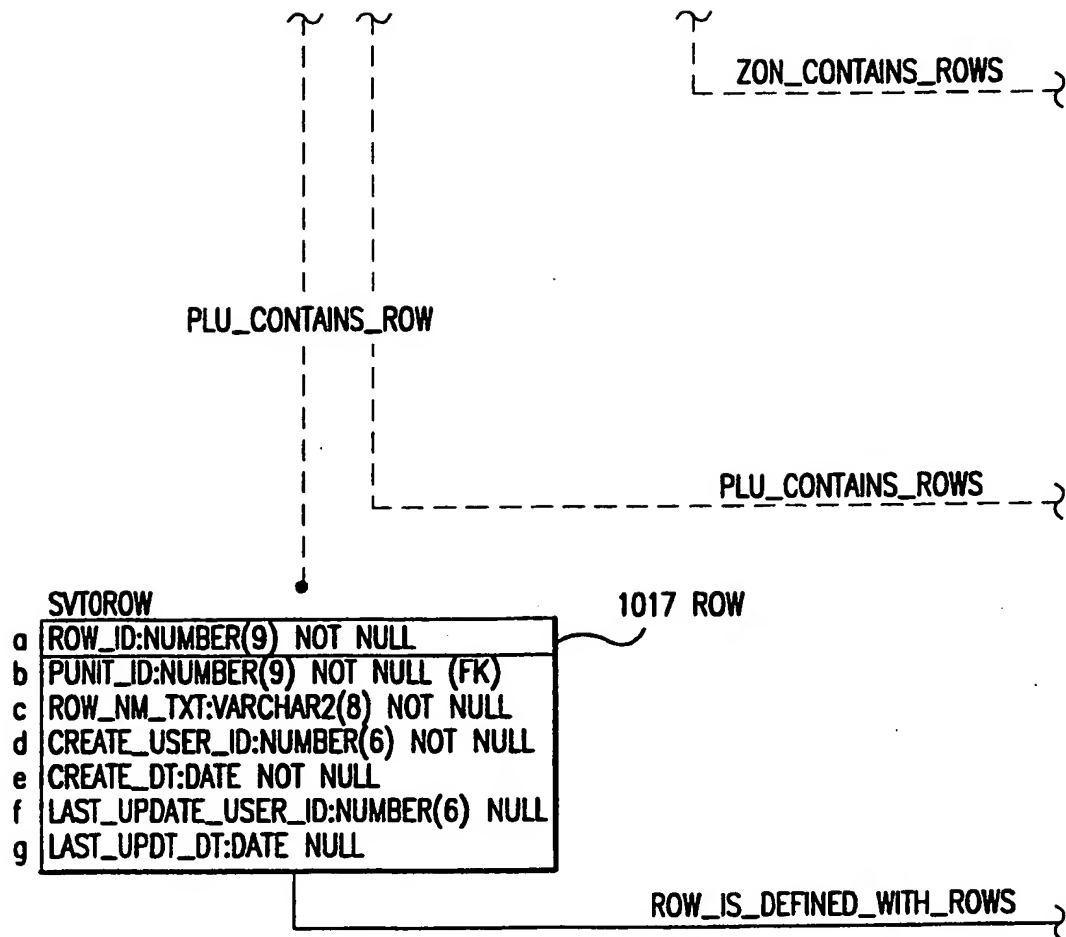 ZON_CONTAINS_ROWS
PLU_CONTAINS_ROW
PLU_CONTAINS_ROWS
SVT0ROW
1017 ROW
a ROW_ID:NUMBER(9) NOT NULL
b PUNIT_ID:NUMBER(9) NOT NULL (FK)
c ROW_NM_TXT:VARCHAR2(8) NOT NULL
d CREATE_USER_ID:NUMBER(6) NOT NULL
e CREATE_DT:DATE NOT NULL
f LAST_UPDATE_USER_ID:NUMBER(6) NULL
g LAST_UPDT_DT:DATE NULL
ROW_IS_DEFINED_WITH_ROWS